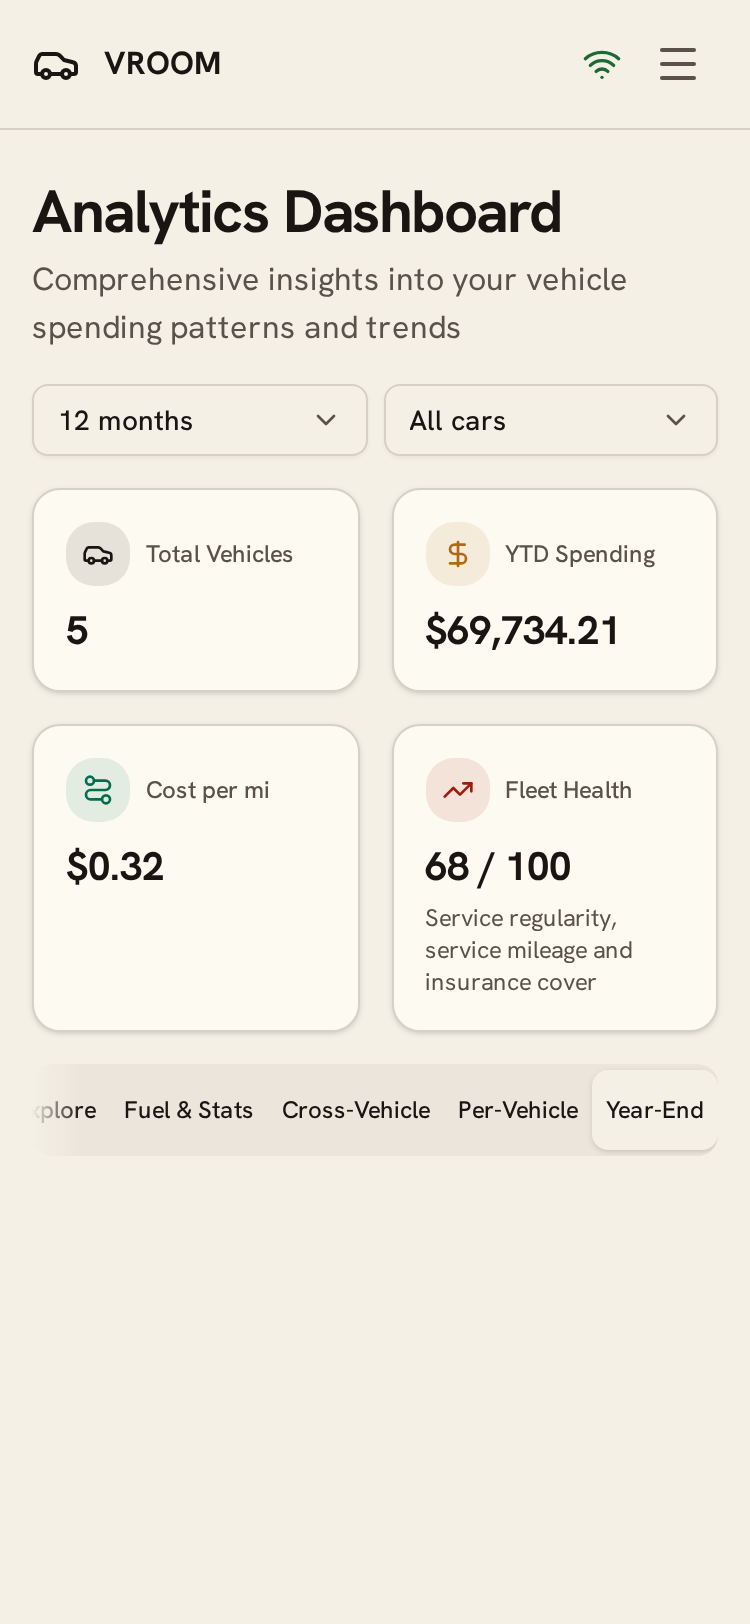 VROOM
Analytics Dashboard
Comprehensive insights into your vehicle
spending patterns and trends
12 months
All cars
Total Vehicles
5
YTD Spending
$69,734.21
Cost per mi
$0.32
Fleet Health
68 / 100
Service regularity,
service mileage and
insurance cover
xplore Fuel & Stats Cross-Vehicle Per-Vehicle Year-End